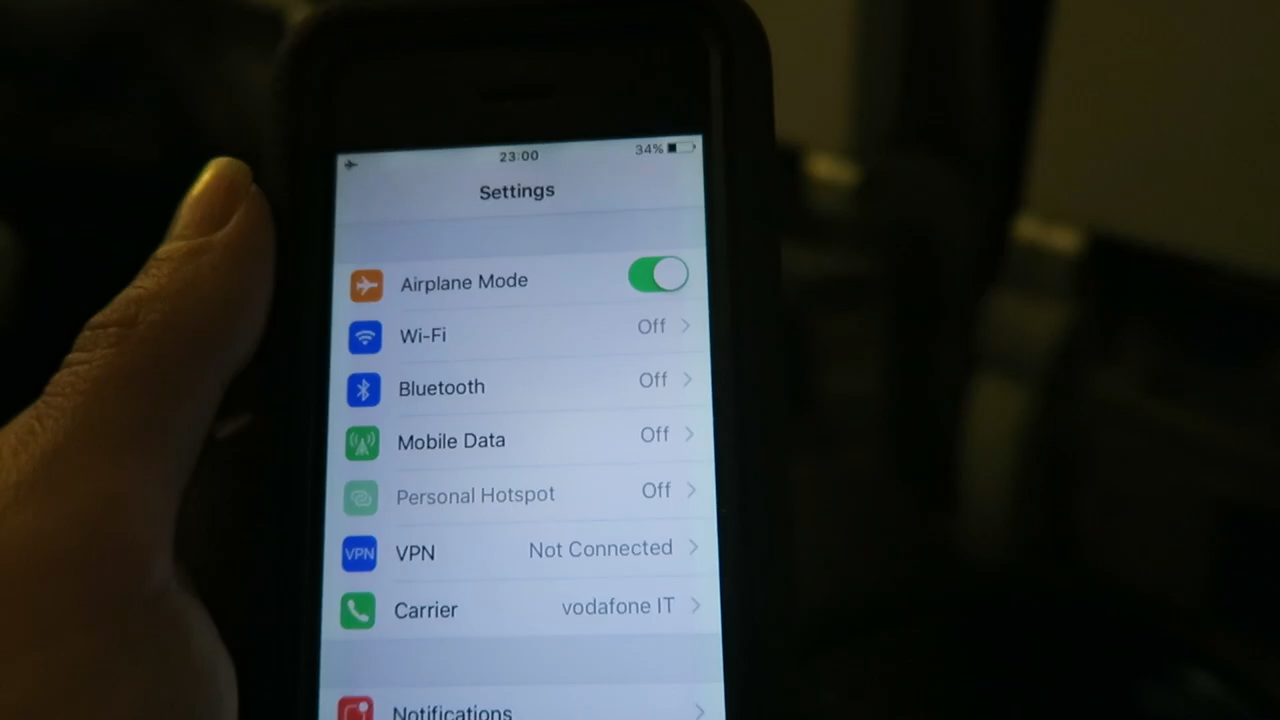 23:00 34%
Settings
Airplane Mode
Wi-Fi Off
Bluetooth Off
Mobile Data Off
Personal Hotspot Off
VPN VPN Not Connected
Carrier vodafone IT
Notifications